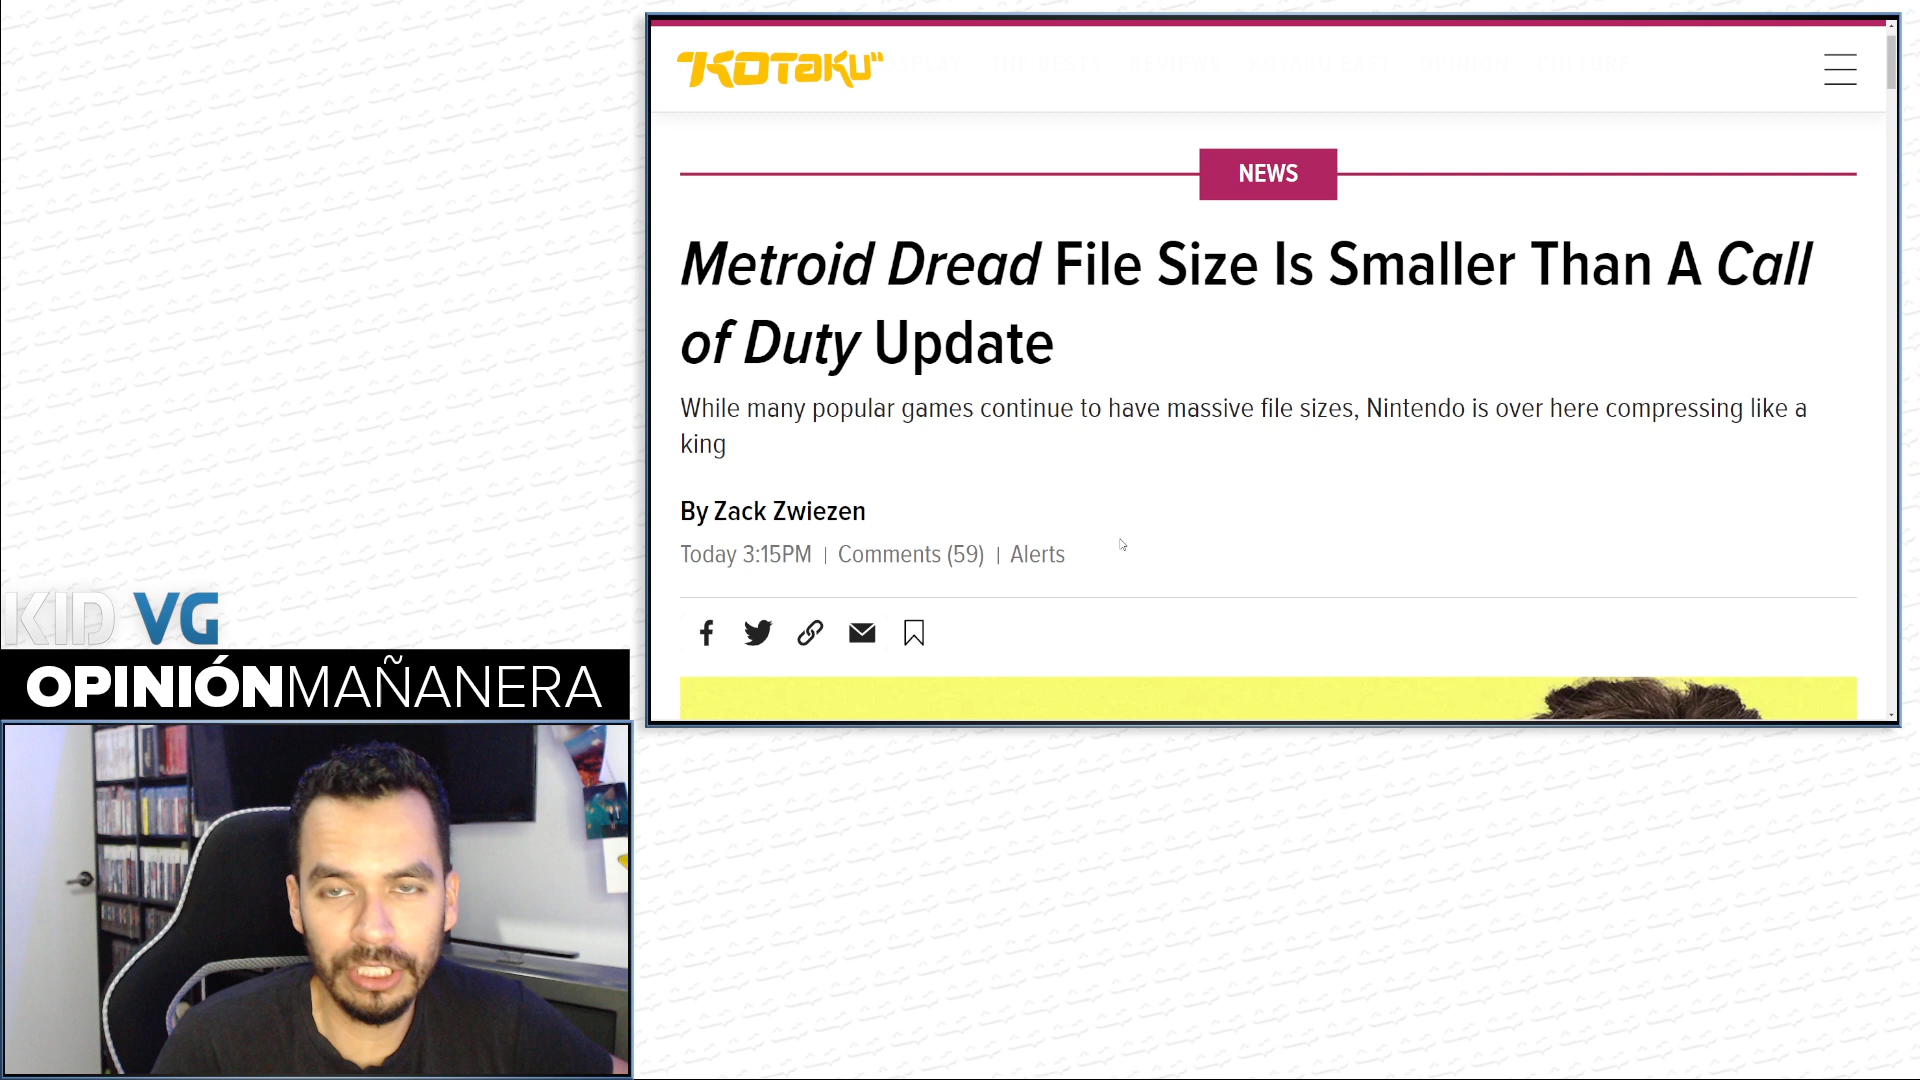 KOTaKU
NEWS
Metroid Dread File Size Is Smaller Than A Call
of Duty Update
While many popular games continue to have massive file sizes, Nintendo is over here compressing like a
king
By Zack Zwiezen
Today 3:15PM | Comments (59) | Alerts
KID VG
OPINIÓNMAÑANERA